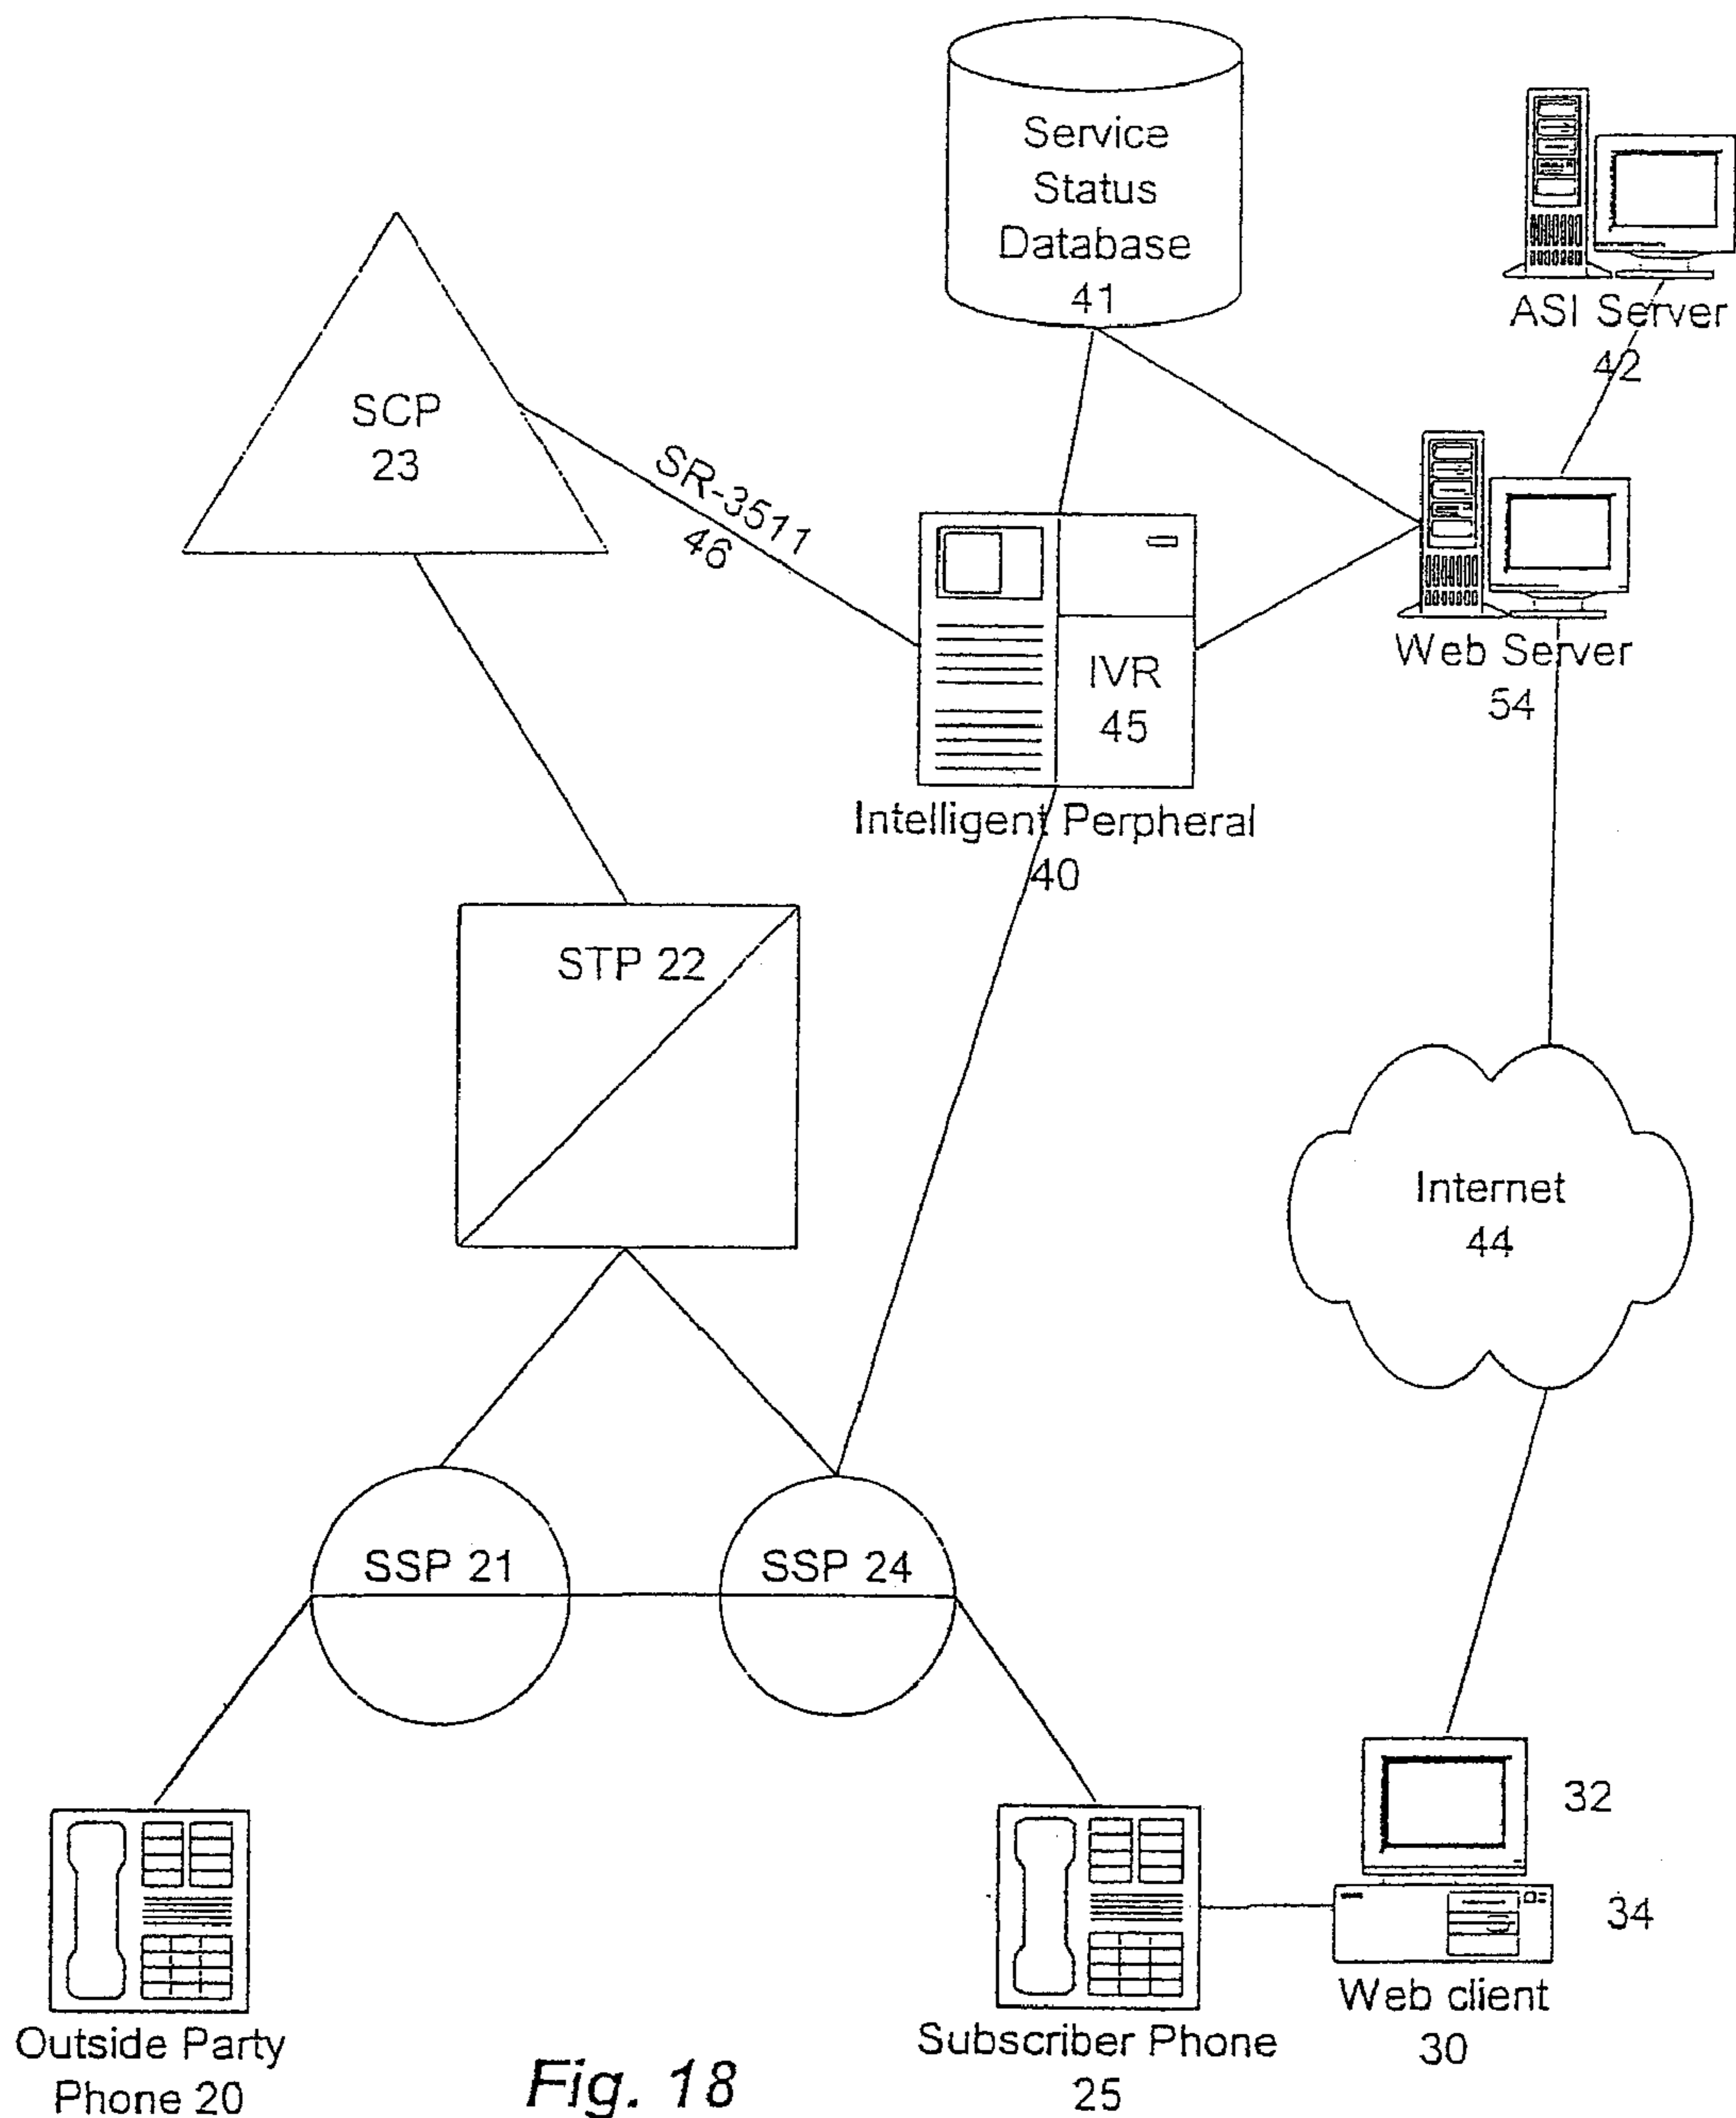 Service
Status
Database
41
ASI Server
42
SCP
23
SR-3511
46
IVR
45
Web Server
54
Intelligent Perpheral
40
STP 22
Internet
44
SSP 21
SSP 24
32
34
Web client
30
Outside Party
Phone 20
Subscriber Phone
25
Fig. 18